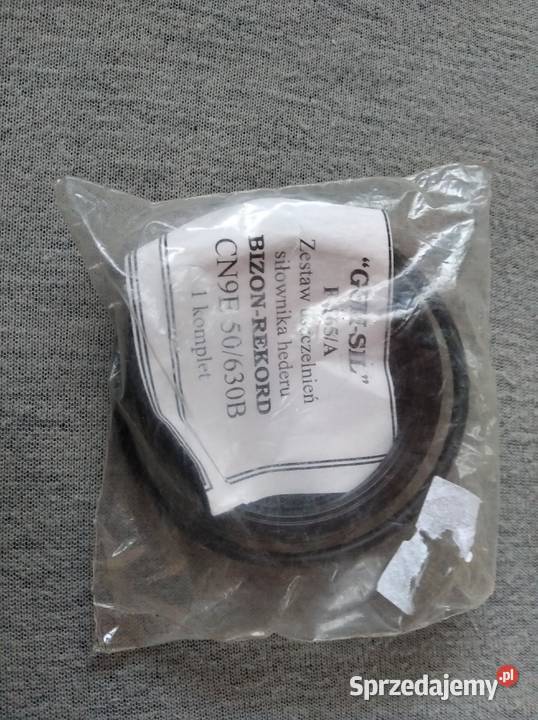 Zestaw uszczelnień
siłownika hederu
BIZON-REKORD
CN9E 50/630B
1 komplet
Sprzedajemy.pl